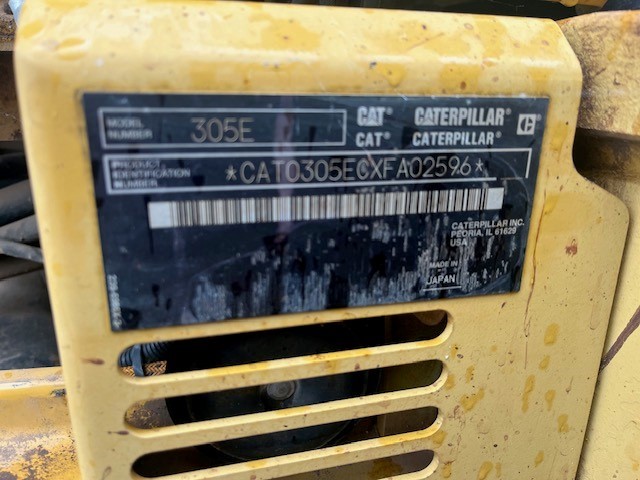 MODEL NUMBER 305E
CAT® CATERPILLAR®
CAT® CATERPILLAR®
PRODUCT IDENTIFICATION NUMBER *CAT0305ECXFA02596*
CATERPILLAR INC.
PEORIA, IL 61629
USA
MADE IN
JAPAN